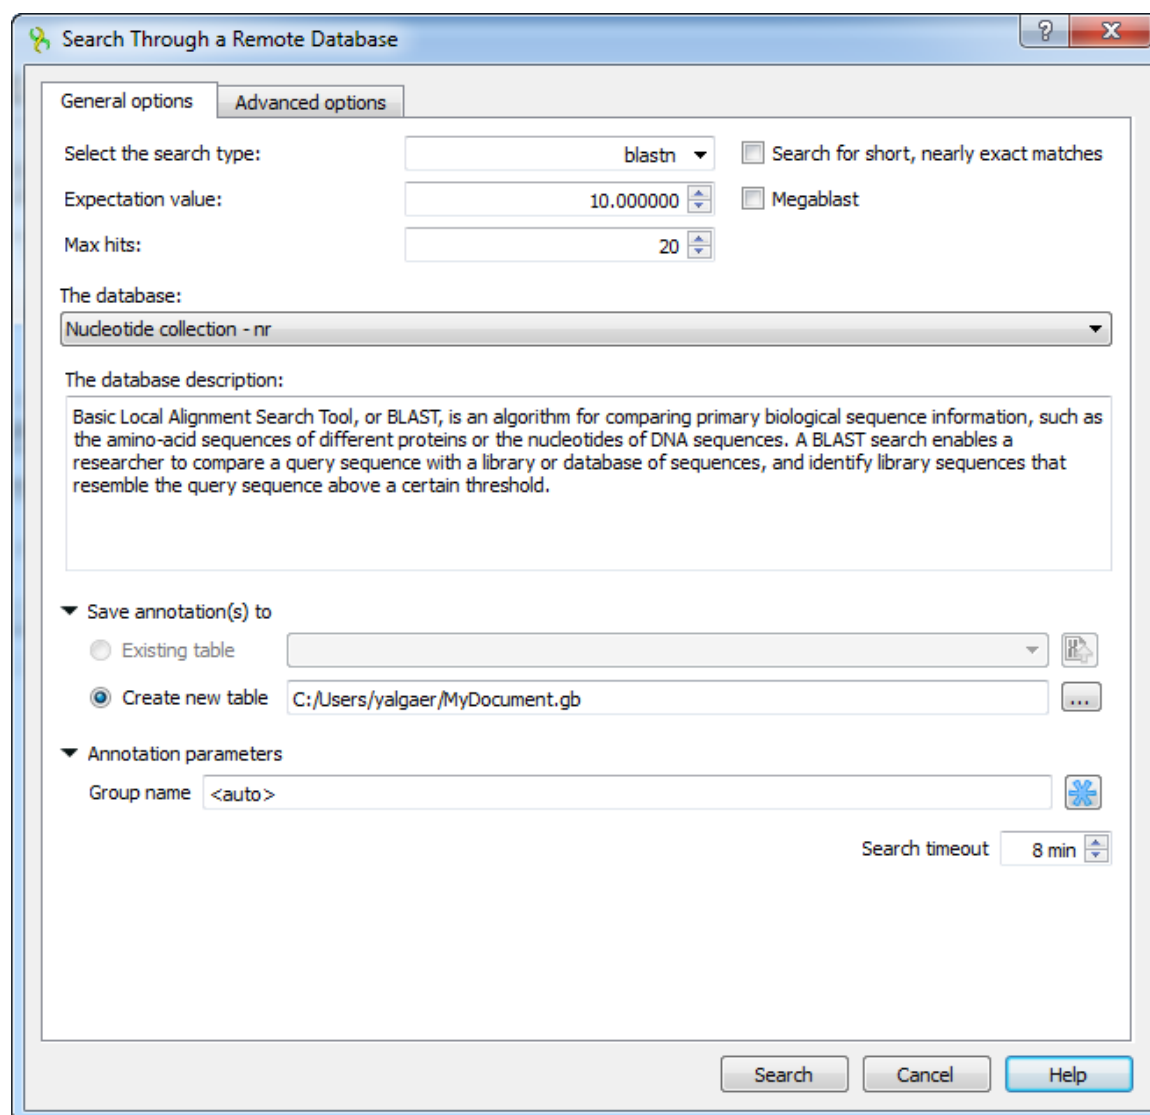 Search Through a Remote Database
General options
Advanced options
Select the search type:
blastn
Search for short, nearly exact matches
Expectation value:
10.000000
Megablast
Max hits:
20
The database:
Nucleotide collection - nr
The database description:
Basic Local Alignment Search Tool, or BLAST, is an algorithm for comparing primary biological sequence information, such as
the amino-acid sequences of different proteins or the nucleotides of DNA sequences. A BLAST search enables a
researcher to compare a query sequence with a library or database of sequences, and identify library sequences that
resemble the query sequence above a certain threshold.
Save annotation(s) to
Existing table
Create new table
C:/Users/yalgaer/MyDocument.gb
...
Annotation parameters
Group name
<auto>
Search timeout
8 min
Search
Cancel
Help